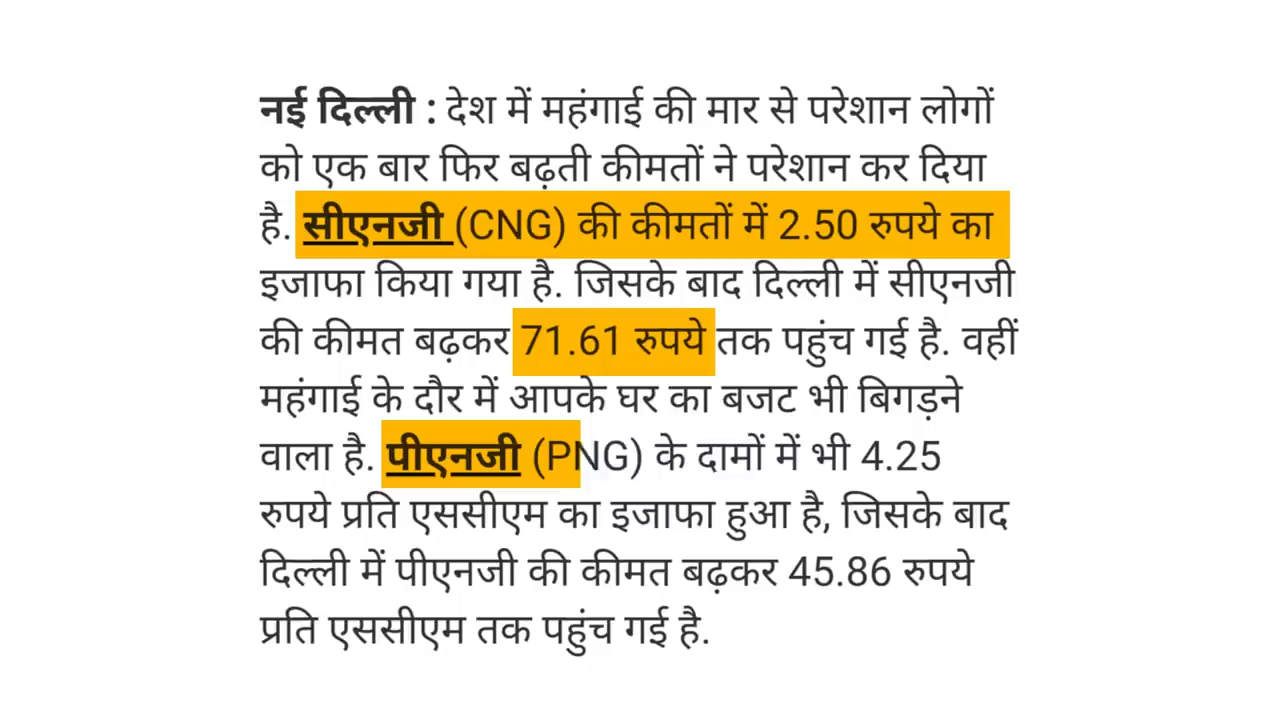 नई दिल्ली : देश में महंगाई की मार से परेशान लोगों
को एक बार फिर बढ़ती कीमतों ने परेशान कर दिया
है. सीएनजी (CNG) की कीमतों में 2.50 रुपये का
इजाफा किया गया है. जिसके बाद दिल्ली में सीएनजी
की कीमत बढ़कर 71.61 रुपये तक पहुंच गई है. वहीं
महंगाई के दौर में आपके घर का बजट भी बिगड़ने
वाला है. पीएनजी (PNG) के दामों में भी 4.25
रुपये प्रति एससीएम का इजाफा हुआ है, जिसके बाद
दिल्ली में पीएनजी की कीमत बढ़कर 45.86 रुपये
प्रति एससीएम तक पहुंच गई है.